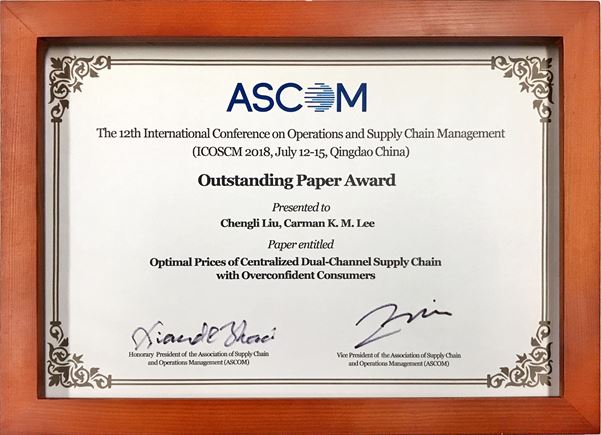 ASCOM
The 12th International Conference on Operations and Supply Chain Management
(ICOSCM 2018, July 12-15, Qingdao China)
Outstanding Paper Award
Presented to
Chengli Liu, Carman K. M. Lee
Paper entitled
Optimal Prices of Centralized Dual-Channel Supply Chain
with Overconfident Consumers
Honorary President of the Association of Supply Chain
and Operations Management (ASCOM)
Vice President of the Association of Supply Chain
and Operations Management (ASCOM)